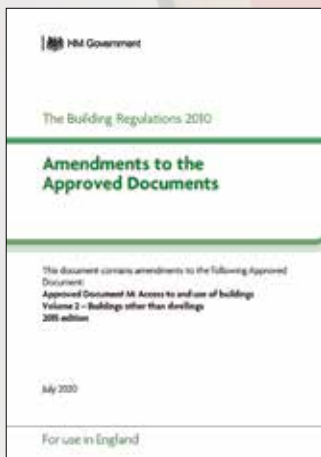 HM Government
The Building Regulations 2010
Amendments to the
Approved Documents
This document contains amendments to the following Approved
Document:
Approved Document M: Access to and use of buildings
Volume 2 – Buildings other than dwellings
2015 edition
July 2020
For use in England